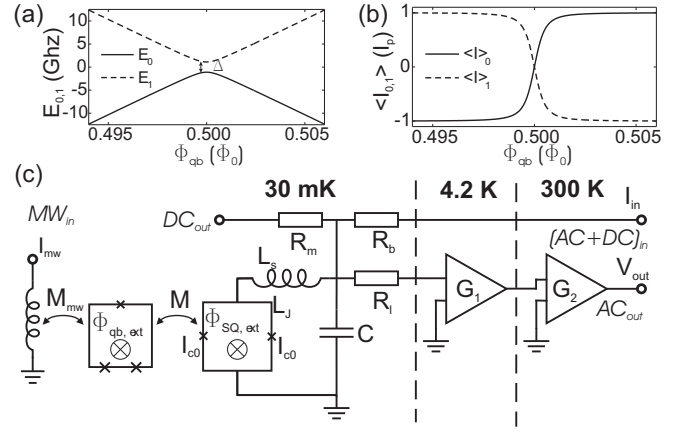 (a)
10
5
0
-5
-10
E₀,₁ (Ghz)
E₀
E₁
Δ
0.495
0.500
0.505
Φqb (Φ₀)
(b)
1
0
-1
<I₀,₁> (Iₚ)
<I>₀
<I>₁
0.495
0.500
0.505
Φqb (Φ₀)
(c)
30 mK
4.2 K
300 K
MWin
Imw
Mmw
Φqb, ext
M
DCout
Rm
Rb
Iin
(AC+DC)in
Ls
LJ
Rl
G₁
G₂
Vout
ACout
ΦSQ, ext
Ic0
Ic0
C